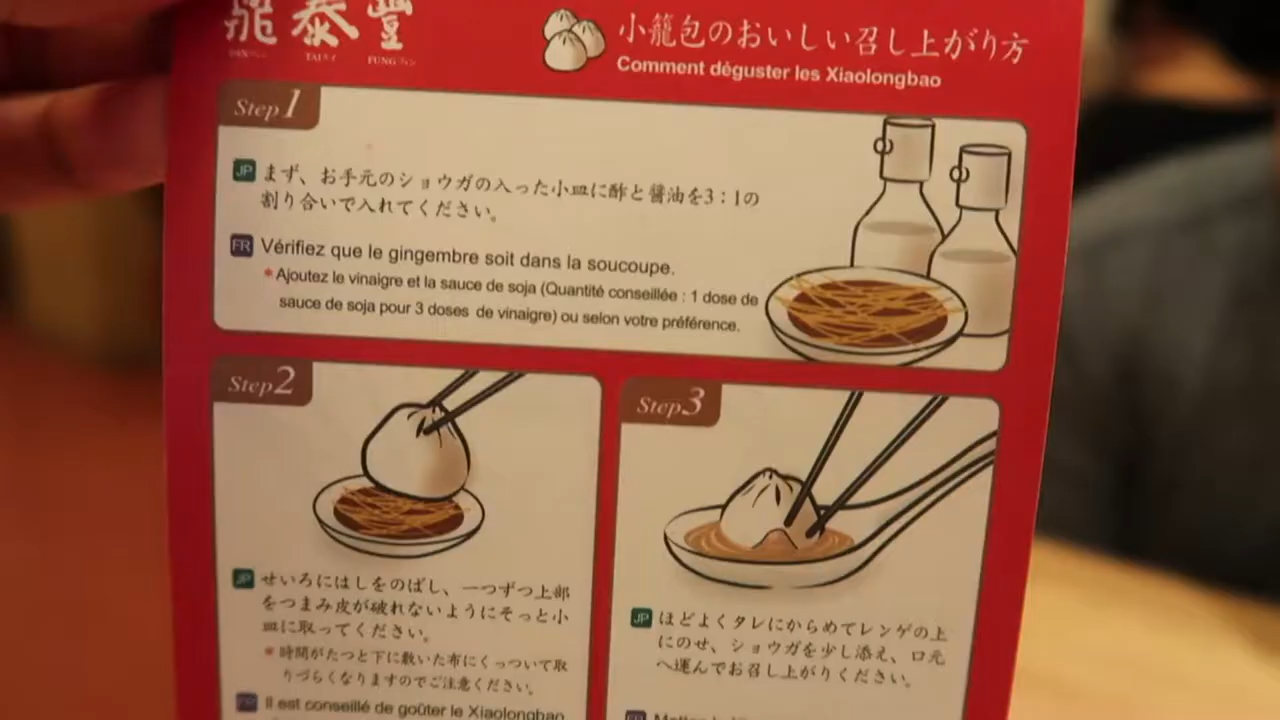 鼎泰豐
小籠包のおいしい召し上がり方
Comment déguster les Xiaolongbao
Step1
JP まず、お手元のショウガの入った小皿に酢と醤油を3：1の
割り合いで入れてください。
FR Vérifiez que le gingembre soit dans la soucoupe.
*Ajoutez le vinaigre et la sauce de soja (Quantité conseillée : 1 dose de
sauce de soja pour 3 doses de vinaigre) ou selon votre préférence.
Step2
JP せいろにはしをのばし、一つずつ上部
をつまみ皮が破れないようにそっと小
皿に取ってください。
*時間がたつと下に敷いた布にくっついて取
りづらくなりますのでご注意ください。
FR Il est conseillé de goûter le Xiaolongbao
Step3
JP ほどよくタレにからめてレンゲの上
にのせ、ショウガを少し添え、口元
へ運んでお召し上がりください。